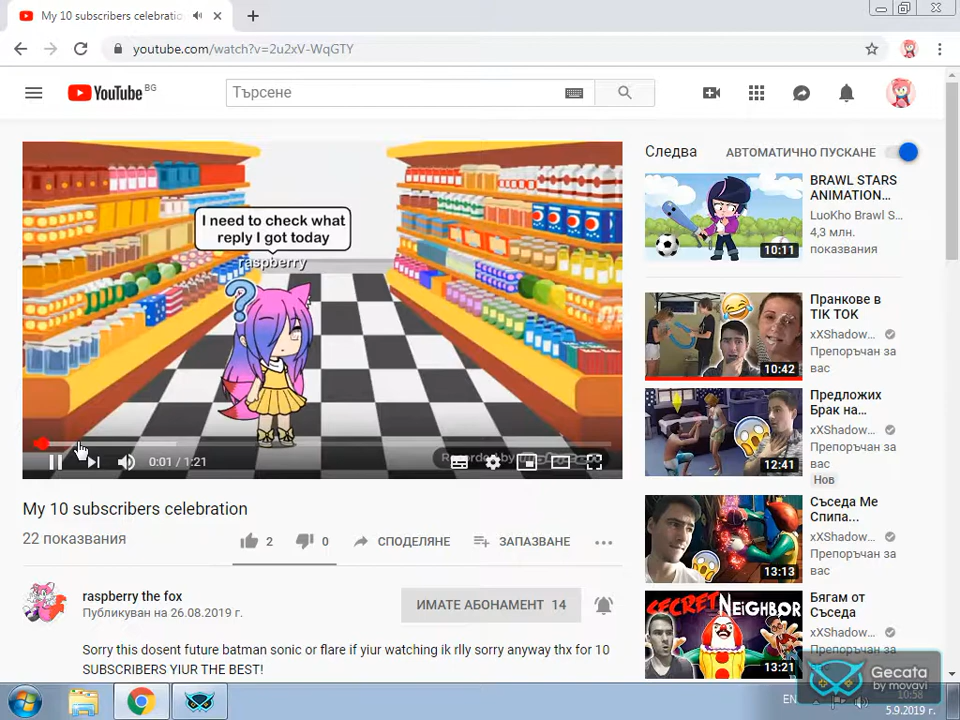 My 10 subscribers celebratio
youtube.com/watch?v=2u2xV-WqGTY
YouTube BG
Търсене
I need to check what
reply I got today
raspberry
0:01 / 1:21
My 10 subscribers celebration
22 показвания
2
0
СПОДЕЛЯНЕ
ЗАПАЗВАНЕ
raspberry the fox
Публикуван на 26.08.2019 г.
ИМАТЕ АБОНАМЕНТ 14
Sorry this dosent future batman sonic or flare if yiur watching ik rlly sorry anyway thx for 10
SUBSCRIBERS YIUR THE BEST!
Следва
АВТОМАТИЧНО ПУСКАНЕ
BRAWL STARS
ANIMATION...
LuoKho Brawl S...
4,3 млн.
показвания
10:11
Пранкове в
TIK TOK
xXShadow...
Препоръчан за
вас
10:42
Предложих
Брак на...
xXShadow...
Препоръчан за
вас
Нов
12:41
Съседа Ме
Спипа...
xXShadow...
Препоръчан за
вас
13:13
Бягам от
Съседа
xXShadow...
SECRET NEIGHBOR
13:21
Gecata
by movavi
EN
10:58
5.9.2019 г.